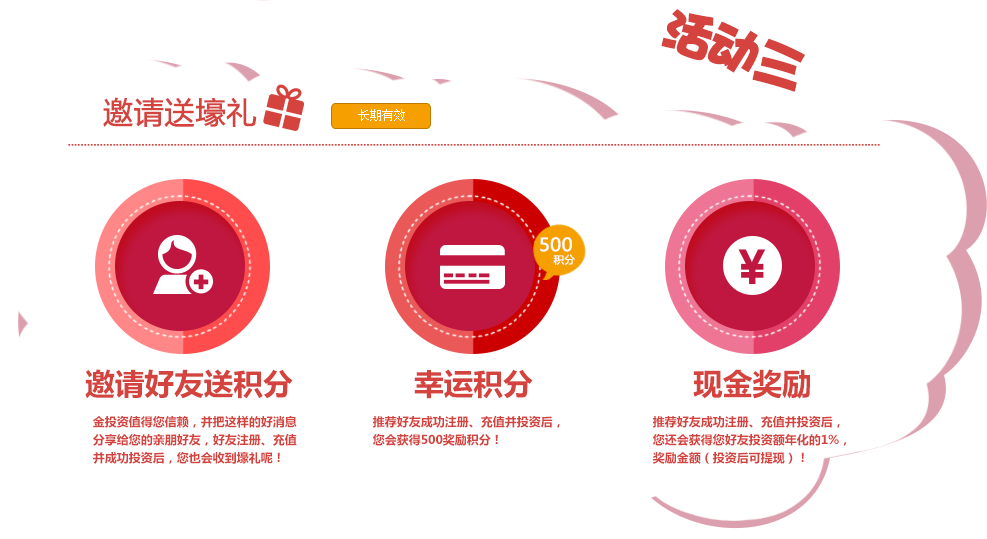 活动三
邀请送壕礼
长期有效
500
积分
¥
邀请好友送积分
金投资值得您信赖，并把这样的好消息
分享给您的亲朋好友，好友注册、充值
并成功投资后，您也会收到壕礼呢！
幸运积分
推荐好友成功注册、充值并投资后，
您会获得500奖励积分！
现金奖励
推荐好友成功注册、充值并投资后，
您还会获得您好友投资额年化的1%，
奖励金额（投资后可提现）！